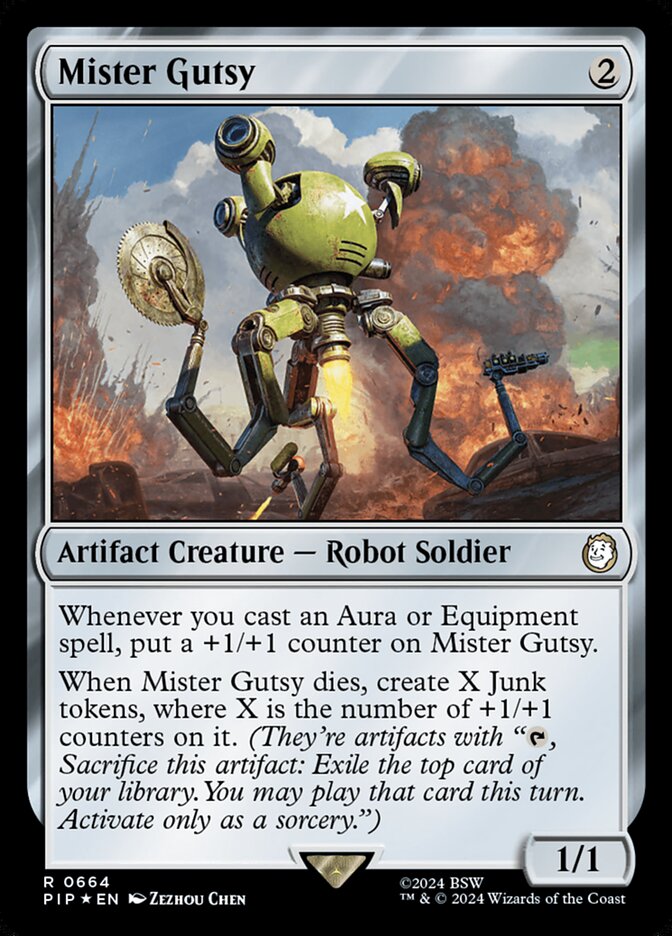 Mister Gutsy 2
Artifact Creature — Robot Soldier
Whenever you cast an Aura or Equipment
spell, put a +1/+1 counter on Mister Gutsy.
When Mister Gutsy dies, create X Junk
tokens, where X is the number of +1/+1
counters on it. (They're artifacts with “,
Sacrifice this artifact: Exile the top card of
your library. You may play that card this turn.
Activate only as a sorcery.”)
1/1
R 0664
PIP ★ EN Zezhou Chen
©2024 BSW
™ & © 2024 Wizards of the Coast